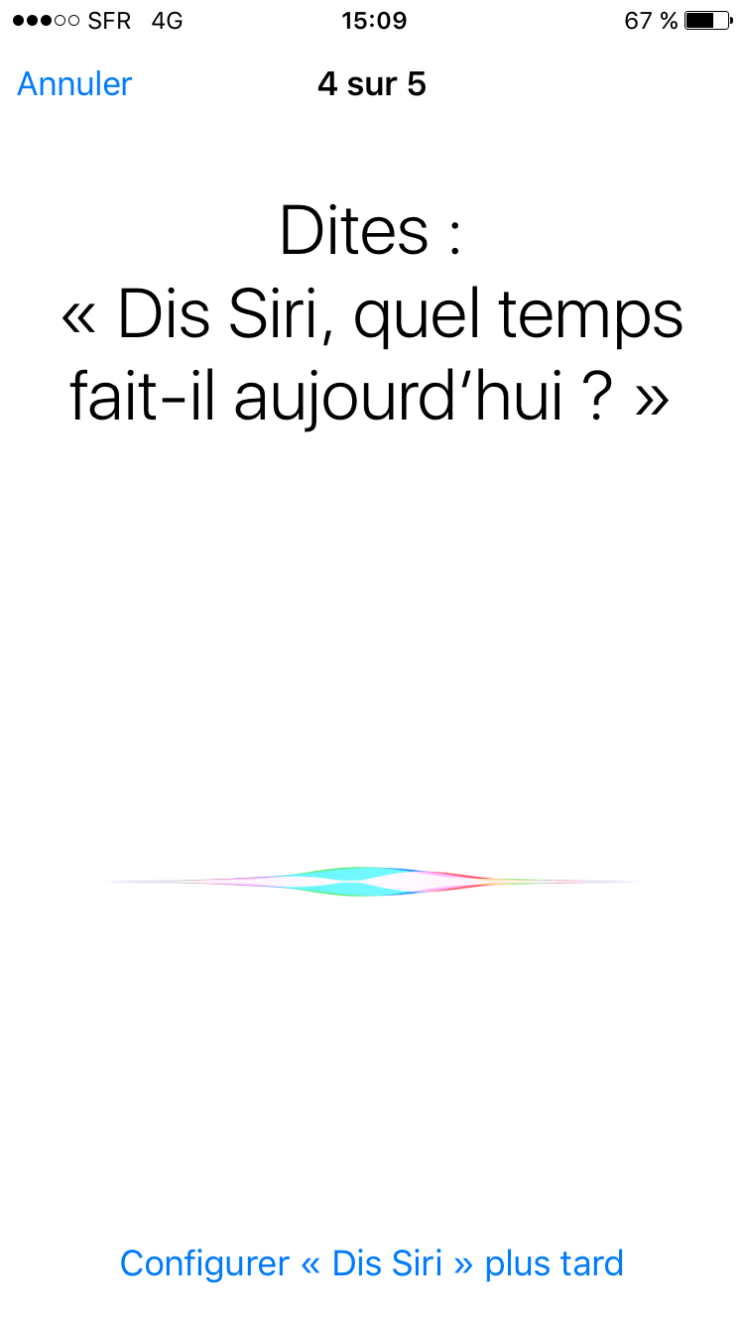 SFR 4G 15:09 67 %
Annuler 4 sur 5
Dites :
« Dis Siri, quel temps
fait-il aujourd’hui ? »
Configurer « Dis Siri » plus tard